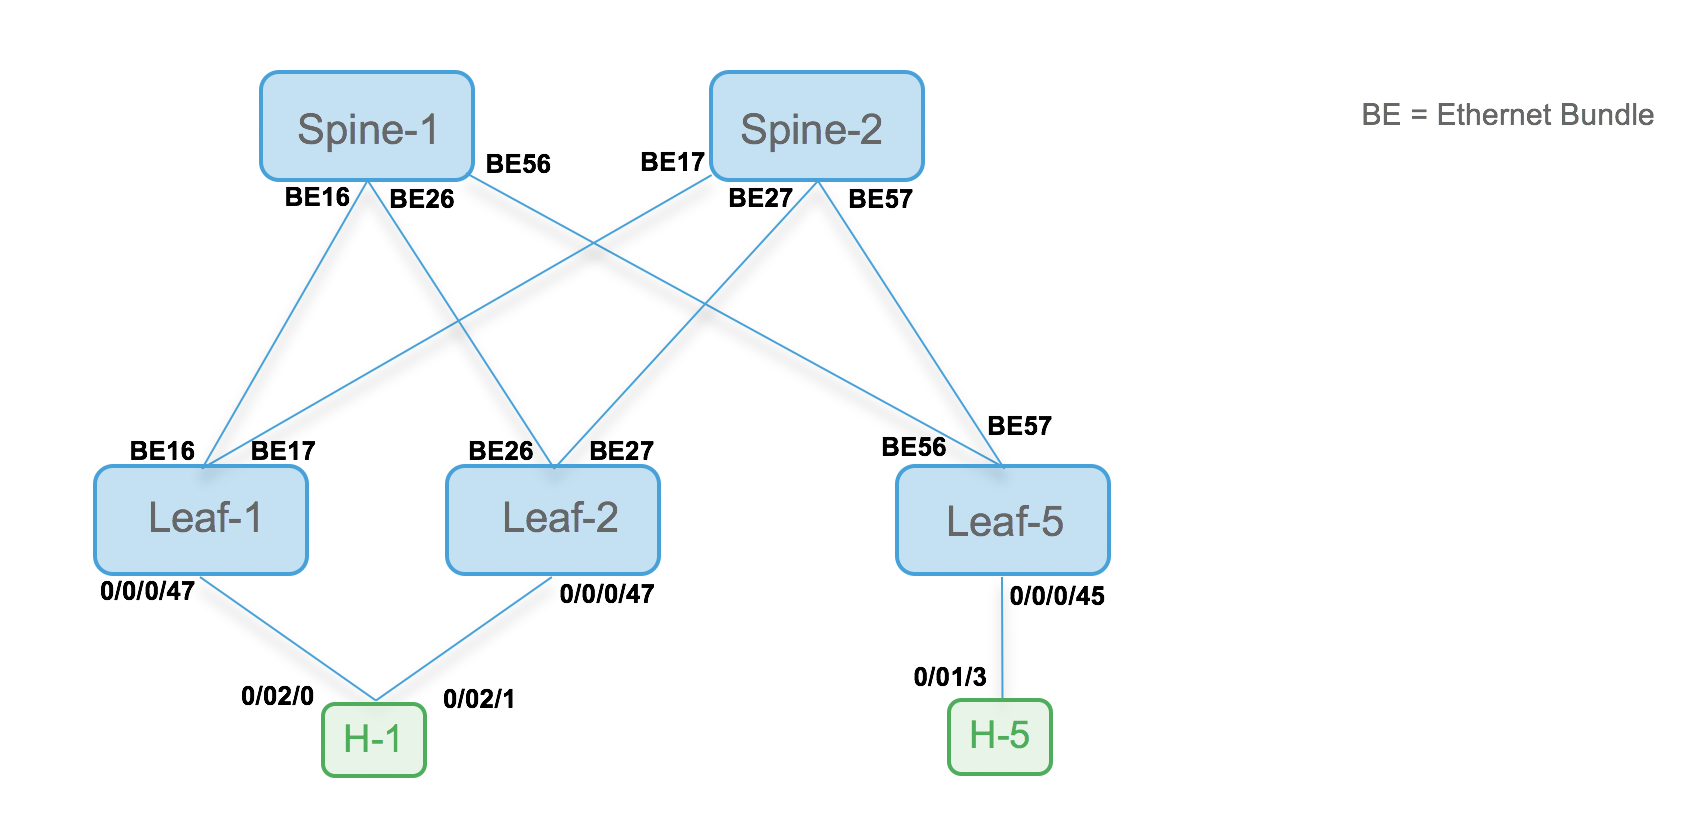 Spine-1
Spine-2
BE = Ethernet Bundle
BE56
BE17
BE16
BE26
BE27
BE57
BE57
BE16
BE17
BE26
BE27
BE56
Leaf-1
Leaf-2
Leaf-5
0/0/0/47
0/0/0/47
0/0/0/45
0/01/3
0/02/0
0/02/1
H-1
H-5